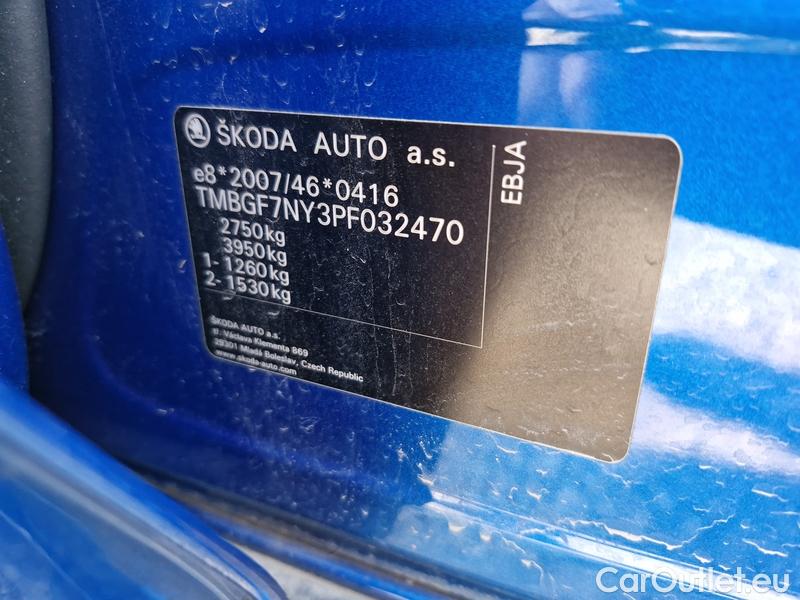 ŠKODA AUTO a.s.
e8*2007/46*0416
TMBGF7NY3PF032470
2750kg
3950kg
1- 1260kg
2- 1530kg
EBJA
ŠKODA AUTO a.s.
tř. Václava Klementa 869
29301 Mladá Boleslav, Czech Republic
www.skoda-auto.com
CarOutlet.eu